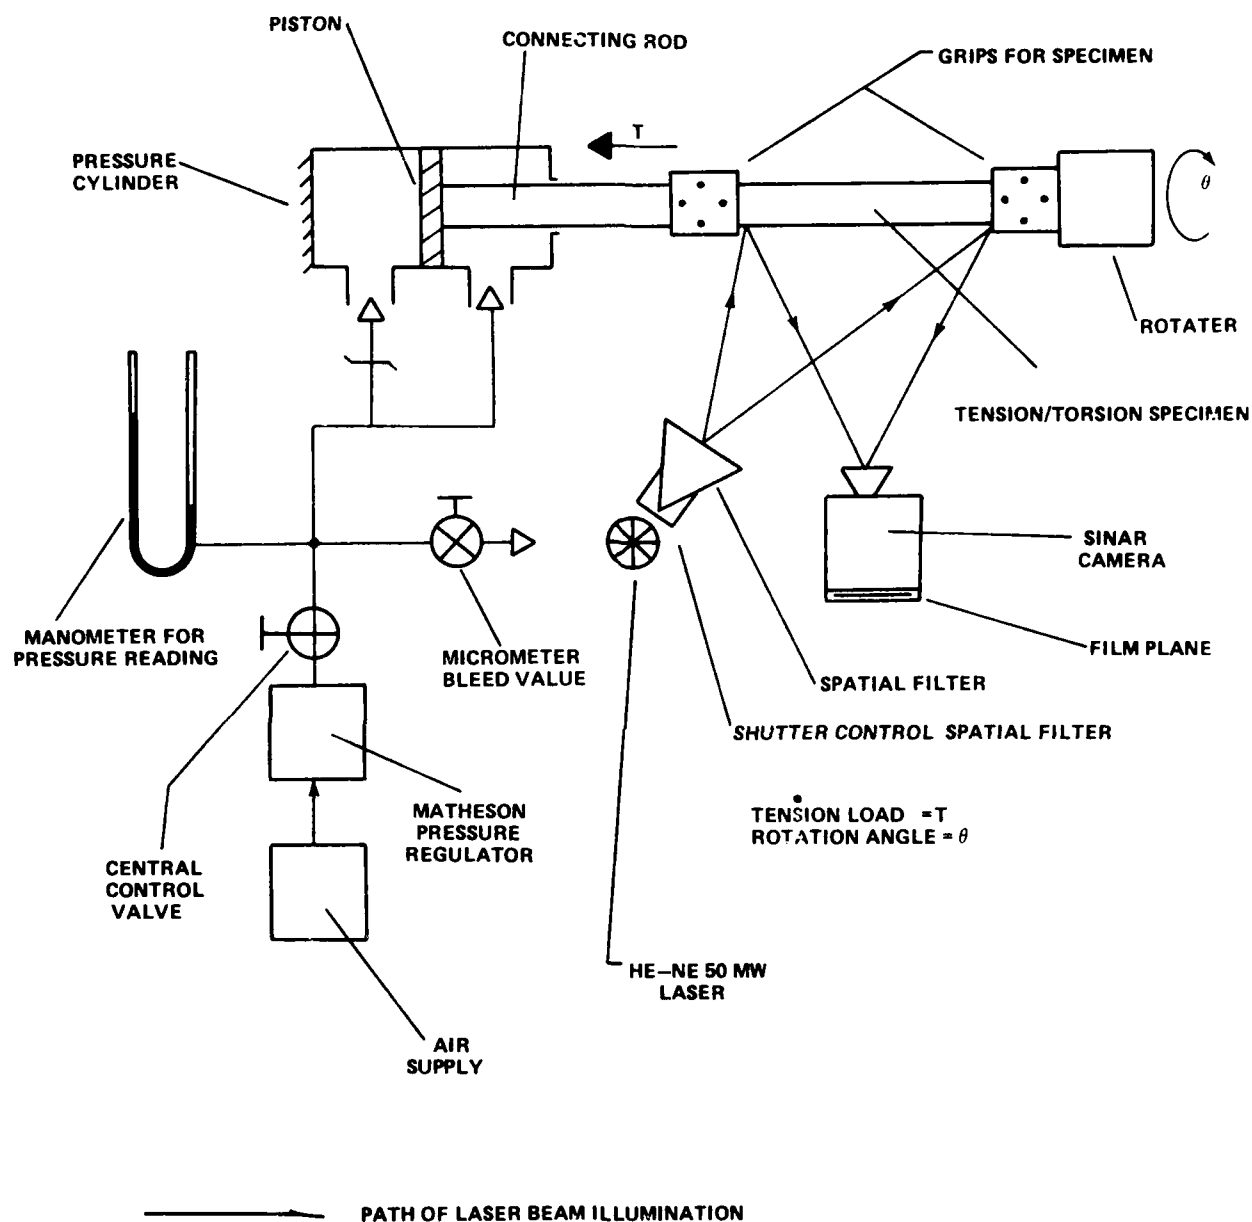 PISTON
CONNECTING ROD
GRIPS FOR SPECIMEN
T
PRESSURE
CYLINDER
θ
ROTATER
TENSION/TORSION SPECIMEN
SINAR
CAMERA
MANOMETER FOR
PRESSURE READING
MICROMETER
BLEED VALUE
FILM PLANE
SPATIAL FILTER
SHUTTER CONTROL SPATIAL FILTER
TENSION LOAD = T
ROTATION ANGLE = θ
MATHESON
PRESSURE
REGULATOR
CENTRAL
CONTROL
VALVE
HE–NE 50 MW
LASER
AIR
SUPPLY
PATH OF LASER BEAM ILLUMINATION